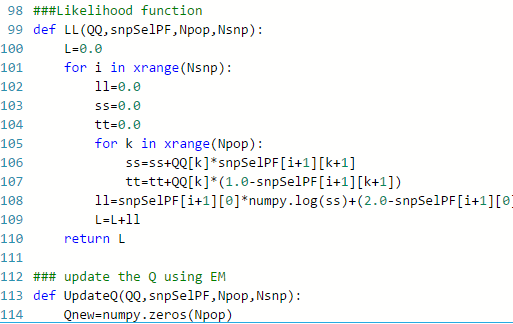 98 ###Likelihood function
99 def LL(QQ,snpSelPF,Npop,Nsnp):
100     L=0.0
101     for i in xrange(Nsnp):
102         ll=0.0
103         ss=0.0
104         tt=0.0
105         for k in xrange(Npop):
106             ss=ss+QQ[k]*snpSelPF[i+1][k+1]
107             tt=tt+QQ[k]*(1.0-snpSelPF[i+1][k+1])
108         ll=snpSelPF[i+1][0]*numpy.log(ss)+(2.0-snpSelPF[i+1][0]
109         L=L+ll
110     return L
111
112 ### update the Q using EM
113 def UpdateQ(QQ,snpSelPF,Npop,Nsnp):
114     Qnew=numpy.zeros(Npop)